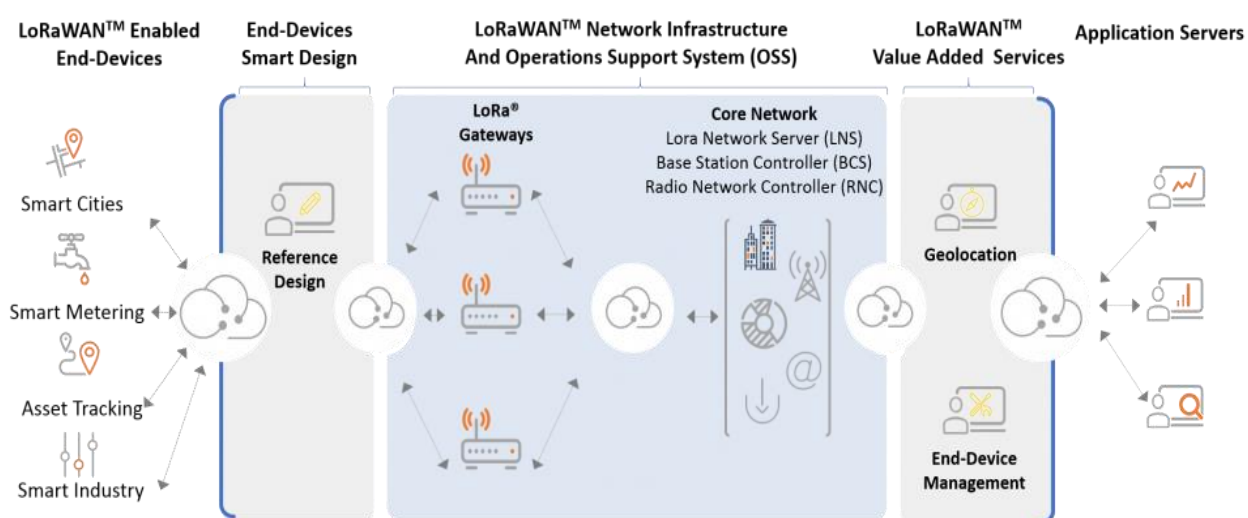 LoRaWAN™ Enabled
End-Devices
End-Devices
Smart Design
LoRaWAN™ Network Infrastructure
And Operations Support System (OSS)
LoRaWAN™
Value Added Services
Application Servers
Smart Cities
Smart Metering
Asset Tracking
Smart Industry
Reference
Design
LoRa®
Gateways
Core Network
Lora Network Server (LNS)
Base Station Controller (BCS)
Radio Network Controller (RNC)
@
Geolocation
End-Device
Management